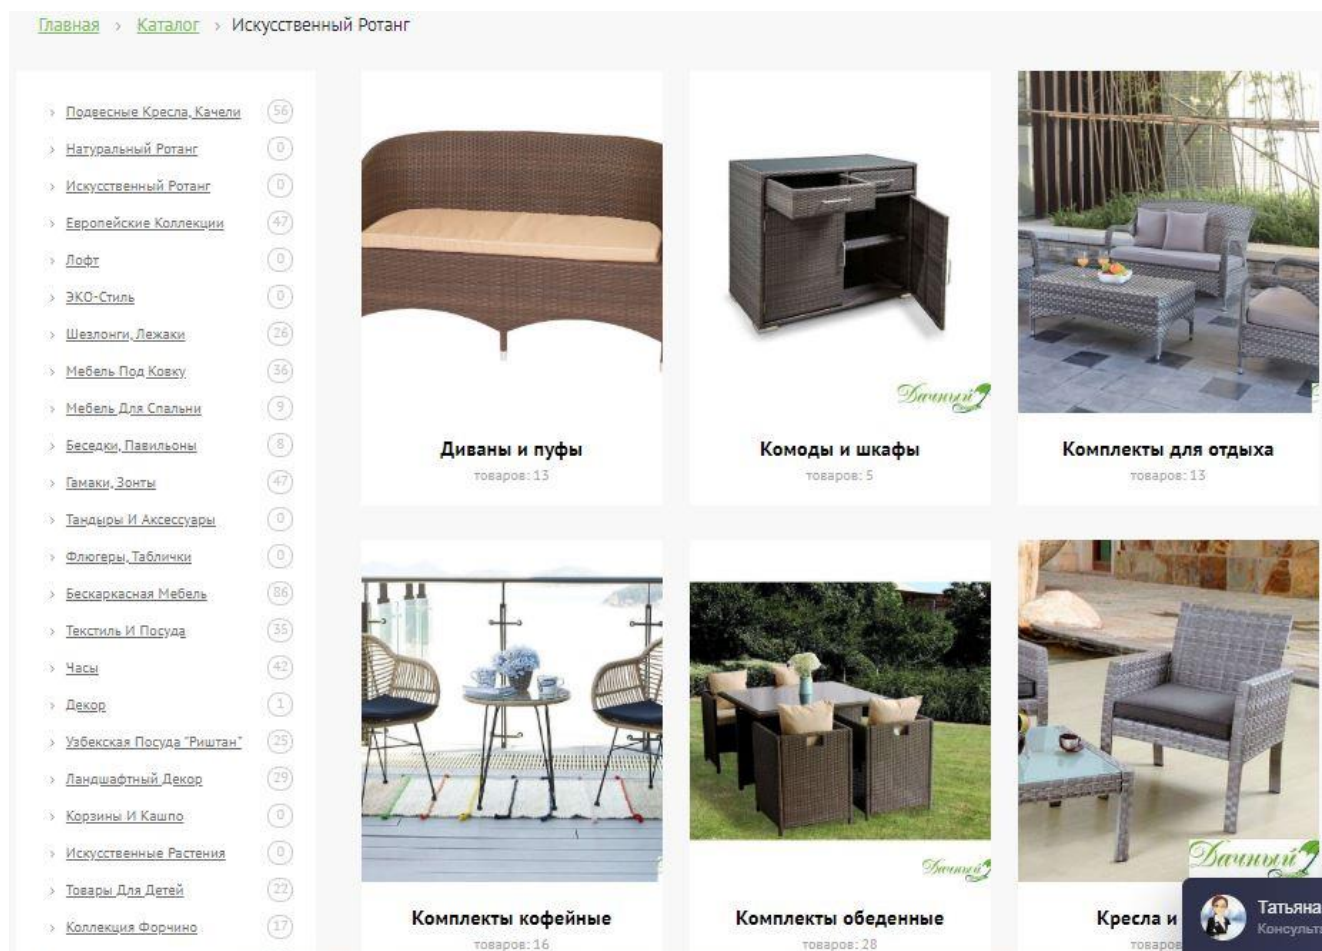 Главная › Каталог › Искусственный Ротанг
› Подвесные Кресла, Качели 56
› Натуральный Ротанг 0
› Искусственный Ротанг 0
› Европейские Коллекции 47
› Лофт 0
› ЭКО-Стиль 0
› Шезлонги, Лежаки 26
› Мебель Под Ковку 36
› Мебель Для Спальни 9
› Беседки, Павильоны 8
› Гамаки, Зонты 47
› Тандыры И Аксессуары 0
› Флюгеры, Таблички 0
› Бескаркасная Мебель 86
› Текстиль И Посуда 35
› Часы 42
› Декор 1
› Узбекская Посуда "Риштан" 25
› Ландшафтный Декор 29
› Корзины И Кашпо 0
› Искусственные Растения 0
› Товары Для Детей 22
› Коллекция Форчино 17
Дачный
Диваны и пуфы
товаров: 13
Комоды и шкафы
товаров: 5
Комплекты для отдыха
товаров: 13
Дачный
Дачный
Комплекты кофейные
товаров: 16
Комплекты обеденные
товаров: 28
Кресла и
товаров
Татьяна
Консульт